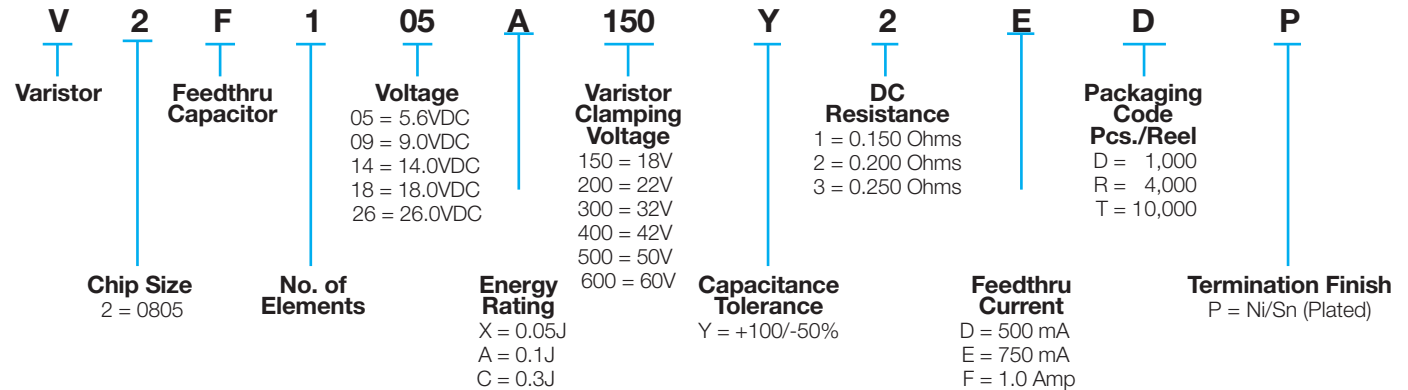 V 2 F 1 05 A 150 Y 2 E D P
Varistor
Feedthru
Capacitor
Voltage
05 = 5.6VDC
09 = 9.0VDC
14 = 14.0VDC
18 = 18.0VDC
26 = 26.0VDC
Varistor
Clamping
Voltage
150 = 18V
200 = 22V
300 = 32V
400 = 42V
500 = 50V
600 = 60V
DC
Resistance
1 = 0.150 Ohms
2 = 0.200 Ohms
3 = 0.250 Ohms
Packaging
Code
Pcs./Reel
D = 1,000
R = 4,000
T = 10,000
Chip Size
2 = 0805
No. of
Elements
Energy
Rating
X = 0.05J
A = 0.1J
C = 0.3J
Capacitance
Tolerance
Y = +100/-50%
Feedthru
Current
D = 500 mA
E = 750 mA
F = 1.0 Amp
Termination Finish
P = Ni/Sn (Plated)